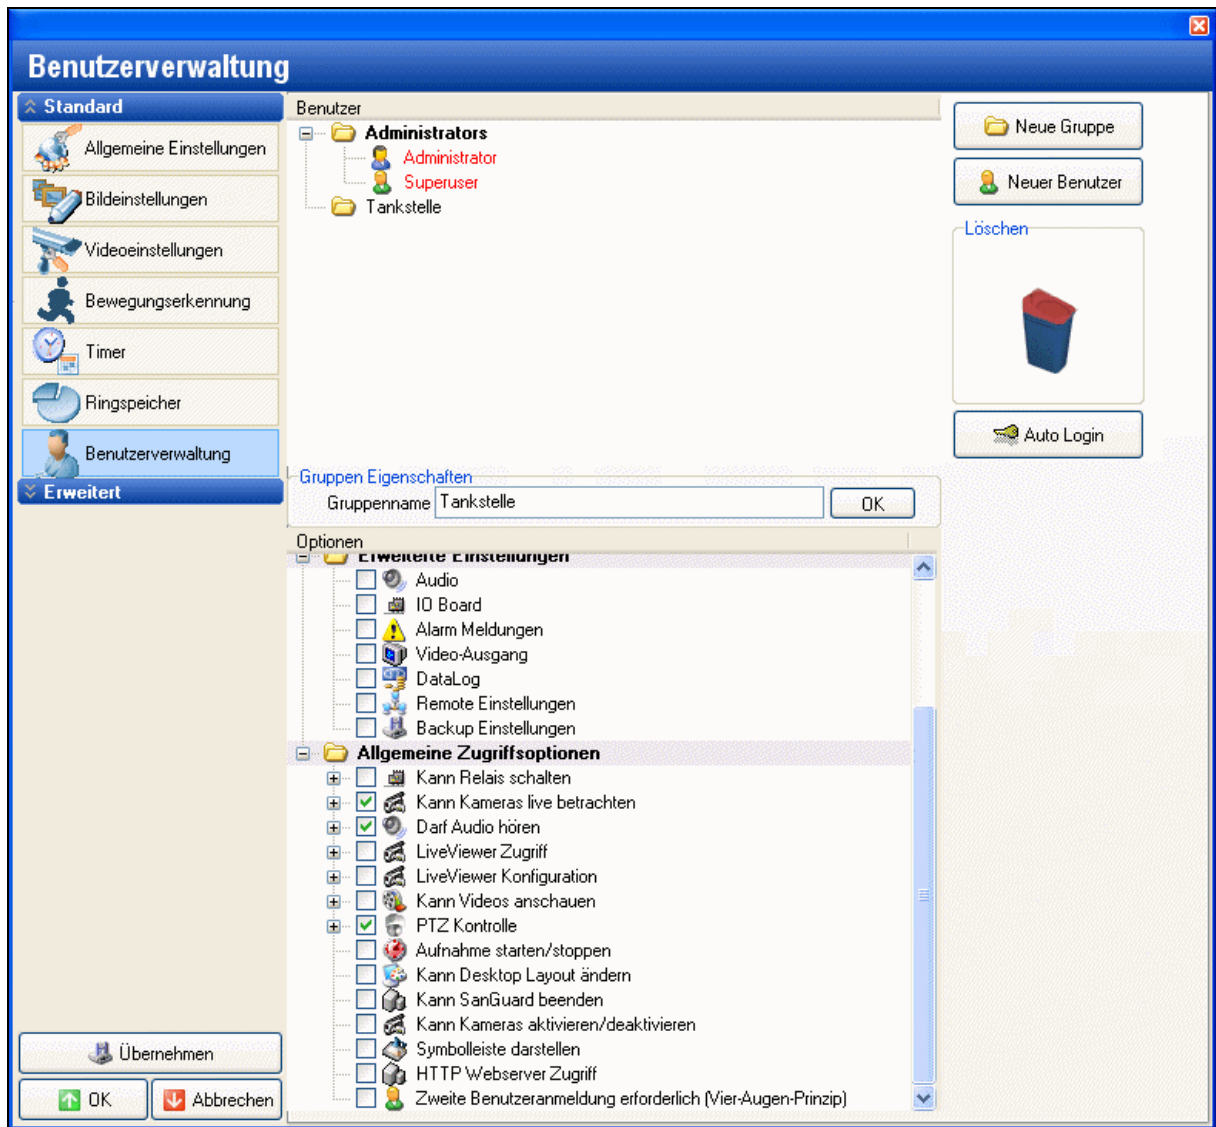 Benutzerverwaltung
Standard
Allgemeine Einstellungen
Bildeinstellungen
Videoeinstellungen
Bewegungserkennung
Timer
Ringspeicher
Benutzerverwaltung
Erweitert
Benutzer
Administrators
Administrator
Superuser
Tankstelle
Neue Gruppe
Neuer Benutzer
Löschen
Auto Login
Gruppen Eigenschaften
Gruppenname Tankstelle OK
Optionen
Erweiterte Einstellungen
Audio
IO Board
Alarm Meldungen
Video-Ausgang
DataLog
Remote Einstellungen
Backup Einstellungen
Allgemeine Zugriffsoptionen
Kann Relais schalten
Kann Kameras live betrachten
Darf Audio hören
LiveViewer Zugriff
LiveViewer Konfiguration
Kann Videos anschauen
PTZ Kontrolle
Aufnahme starten/stoppen
Kann Desktop Layout ändern
Kann SanGuard beenden
Kann Kameras aktivieren/deaktivieren
Symbolleiste darstellen
HTTP Webserver Zugriff
Zweite Benutzeranmeldung erforderlich (Vier-Augen-Prinzip)
Übernehmen
OK Abbrechen